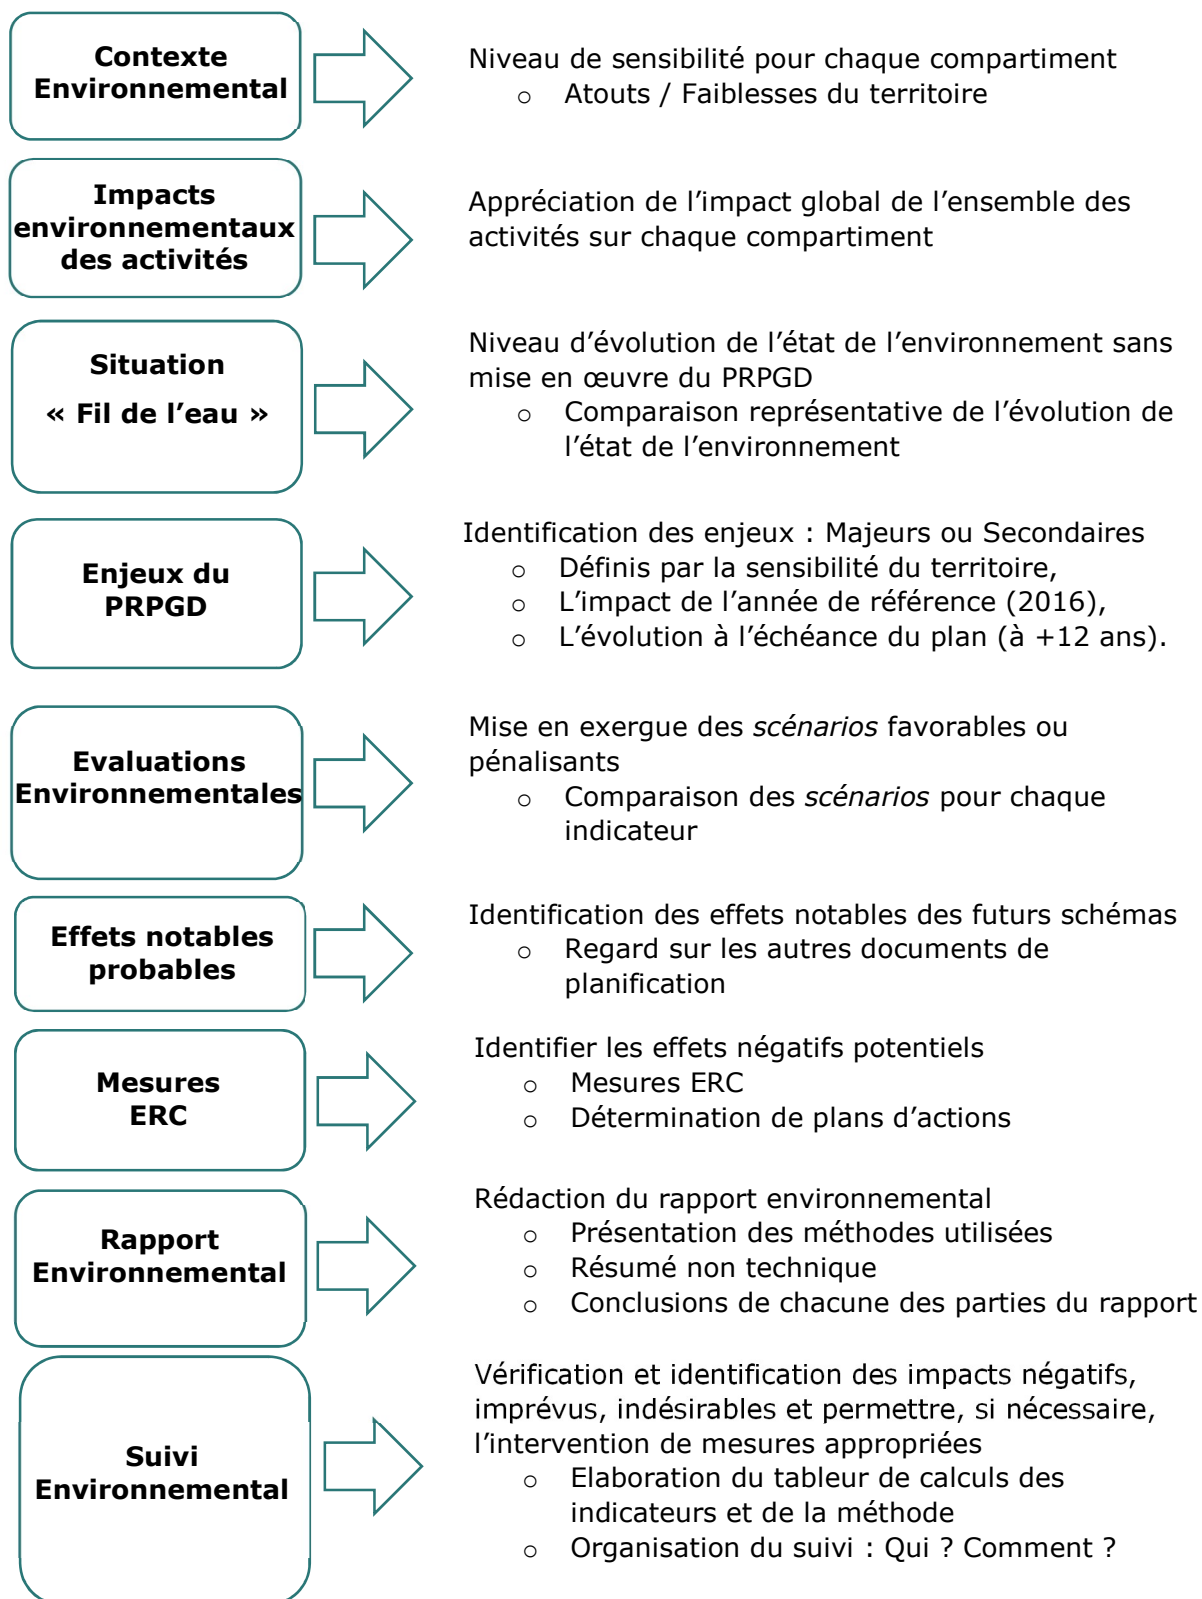 Contexte
Environnemental
Niveau de sensibilité pour chaque compartiment
o Atouts / Faiblesses du territoire
Impacts
environnementaux
des activités
Appréciation de l’impact global de l’ensemble des
activités sur chaque compartiment
Situation
« Fil de l’eau »
Niveau d’évolution de l’état de l’environnement sans
mise en œuvre du PRPGD
o Comparaison représentative de l’évolution de
l’état de l’environnement
Enjeux du
PRPGD
Identification des enjeux : Majeurs ou Secondaires
o Définis par la sensibilité du territoire,
o L’impact de l’année de référence (2016),
o L’évolution à l’échéance du plan (à +12 ans).
Evaluations
Environnementales
Mise en exergue des scénarios favorables ou
pénalisants
o Comparaison des scénarios pour chaque
indicateur
Effets notables
probables
Identification des effets notables des futurs schémas
o Regard sur les autres documents de
planification
Mesures
ERC
Identifier les effets négatifs potentiels
o Mesures ERC
o Détermination de plans d’actions
Rapport
Environnemental
Rédaction du rapport environnemental
o Présentation des méthodes utilisées
o Résumé non technique
o Conclusions de chacune des parties du rapport
Suivi
Environnemental
Vérification et identification des impacts négatifs,
imprévus, indésirables et permettre, si nécessaire,
l’intervention de mesures appropriées
o Elaboration du tableur de calculs des
indicateurs et de la méthode
o Organisation du suivi : Qui ? Comment ?